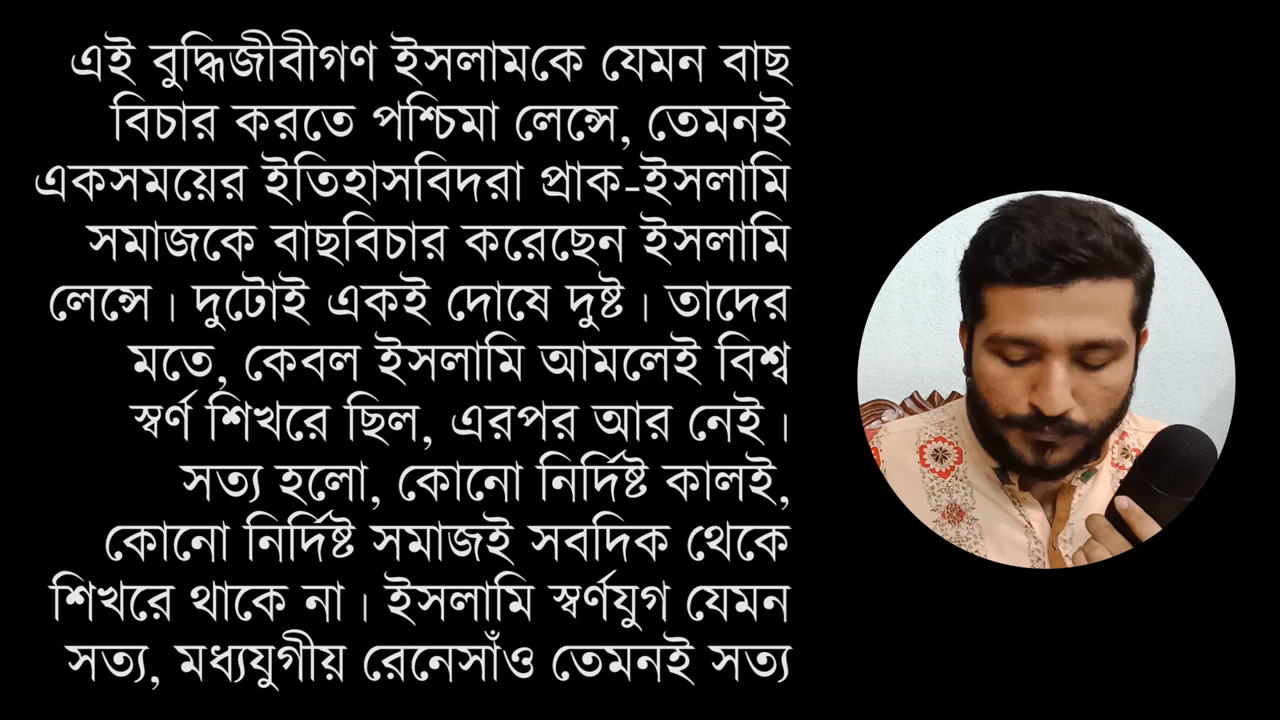 এই বুদ্ধিজীবীগণ ইসলামকে যেমন বাছ
বিচার করতে পশ্চিমা লেন্সে, তেমনই
একসময়ের ইতিহাসবিদরা প্রাক-ইসলামি
সমাজকে বাছবিচার করেছেন ইসলামি
লেন্সে। দুটোই একই দোষে দুষ্ট। তাদের
মতে, কেবল ইসলামি আমলেই বিশ্ব
স্বর্ণ শিখরে ছিল, এরপর আর নেই।
সত্য হলো, কোনো নির্দিষ্ট কালই,
কোনো নির্দিষ্ট সমাজই সবদিক থেকে
শিখরে থাকে না। ইসলামি স্বর্ণযুগ যেমন
সত্য, মধ্যযুগীয় রেনেসাঁও তেমনই সত্য